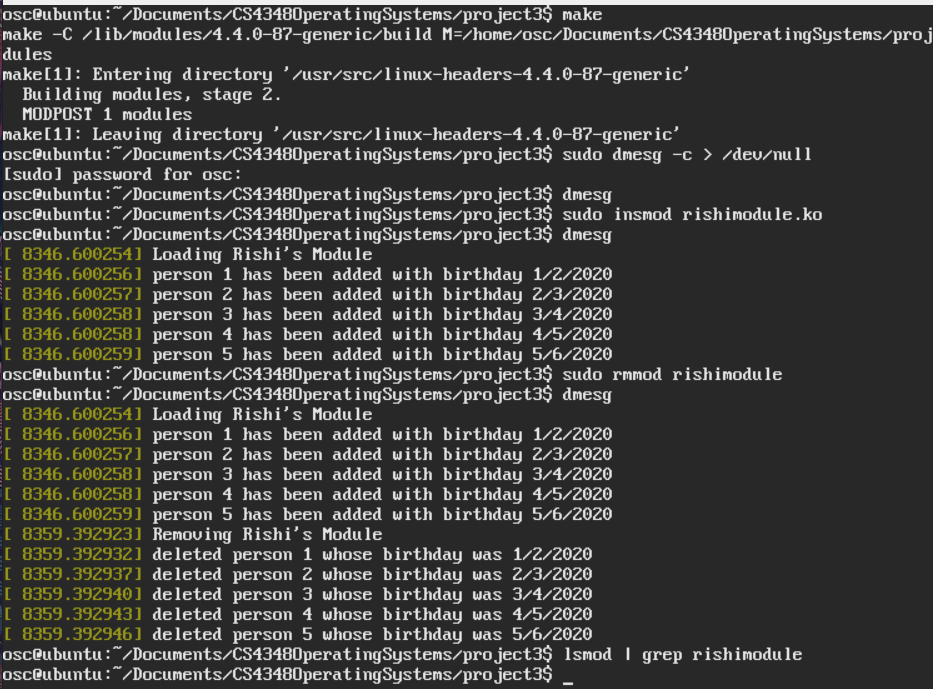 osc@ubuntu:~/Documents/CS4348OperatingSystems/project3$ make
make -C /lib/modules/4.4.0-87-generic/build M=/home/osc/Documents/CS4348OperatingSystems/proj
dules
make[1]: Entering directory '/usr/src/linux-headers-4.4.0-87-generic'
  Building modules, stage 2.
  MODPOST 1 modules
make[1]: Leaving directory '/usr/src/linux-headers-4.4.0-87-generic'
osc@ubuntu:~/Documents/CS4348OperatingSystems/project3$ sudo dmesg -c > /dev/null
[sudo] password for osc:
osc@ubuntu:~/Documents/CS4348OperatingSystems/project3$ dmesg
osc@ubuntu:~/Documents/CS4348OperatingSystems/project3$ sudo insmod rishimodule.ko
osc@ubuntu:~/Documents/CS4348OperatingSystems/project3$ dmesg
[ 8346.600254] Loading Rishi's Module
[ 8346.600256] person 1 has been added with birthday 1/2/2020
[ 8346.600257] person 2 has been added with birthday 2/3/2020
[ 8346.600258] person 3 has been added with birthday 3/4/2020
[ 8346.600258] person 4 has been added with birthday 4/5/2020
[ 8346.600259] person 5 has been added with birthday 5/6/2020
osc@ubuntu:~/Documents/CS4348OperatingSystems/project3$ sudo rmmod rishimodule
osc@ubuntu:~/Documents/CS4348OperatingSystems/project3$ dmesg
[ 8346.600254] Loading Rishi's Module
[ 8346.600256] person 1 has been added with birthday 1/2/2020
[ 8346.600257] person 2 has been added with birthday 2/3/2020
[ 8346.600258] person 3 has been added with birthday 3/4/2020
[ 8346.600258] person 4 has been added with birthday 4/5/2020
[ 8346.600259] person 5 has been added with birthday 5/6/2020
[ 8359.392923] Removing Rishi's Module
[ 8359.392932] deleted person 1 whose birthday was 1/2/2020
[ 8359.392937] deleted person 2 whose birthday was 2/3/2020
[ 8359.392940] deleted person 3 whose birthday was 3/4/2020
[ 8359.392943] deleted person 4 whose birthday was 4/5/2020
[ 8359.392946] deleted person 5 whose birthday was 5/6/2020
osc@ubuntu:~/Documents/CS4348OperatingSystems/project3$ lsmod | grep rishimodule
osc@ubuntu:~/Documents/CS4348OperatingSystems/project3$ _